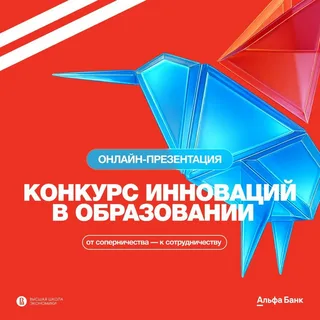 ОНЛАЙН-ПРЕЗЕНТАЦИЯ
КОНКУРС ИННОВАЦИЙ
В ОБРАЗОВАНИИ
от соперничества — к сотрудничеству
ВЫСШАЯ ШКОЛА
ЭКОНОМИКИ
Альфа Банк